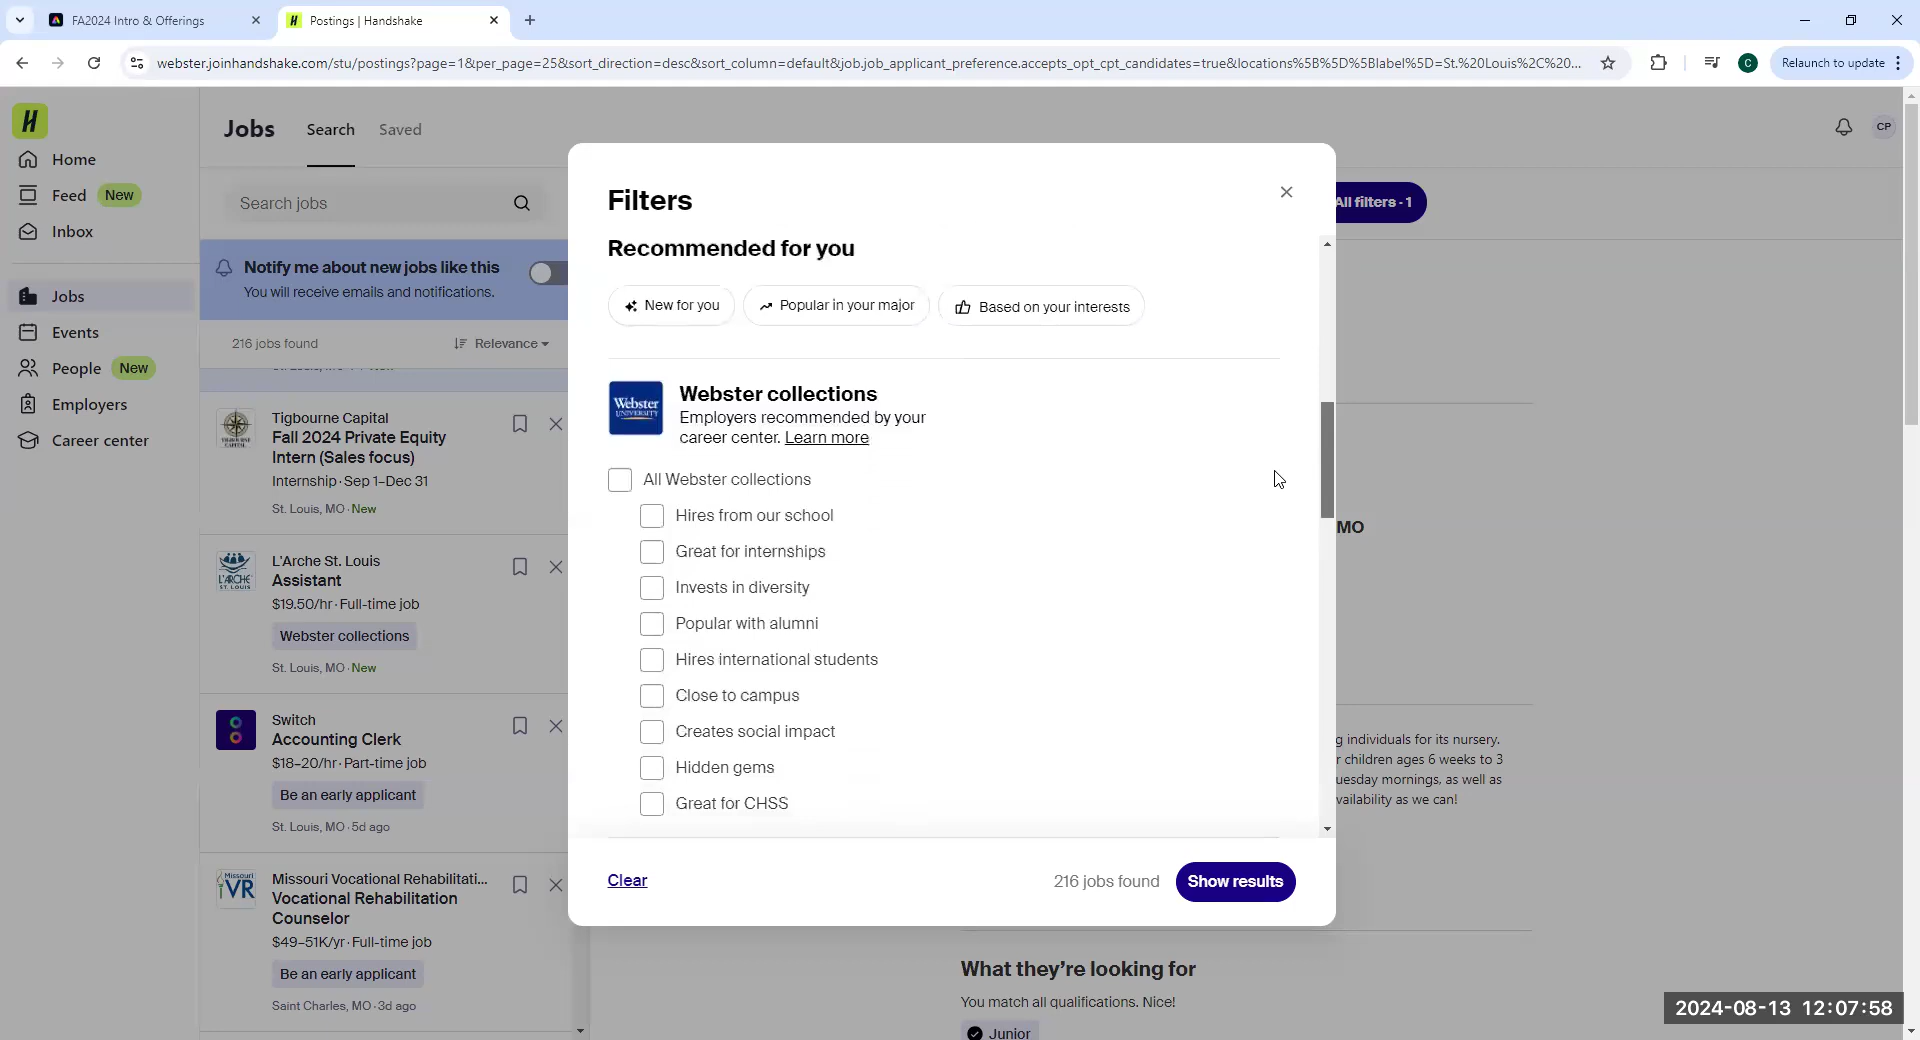 FA2024 Intro & Offerings
Postings | Handshake
webster.joinhandshake.com/stu/postings?page=1&per_page=25&sort_direction=desc&sort_column=default&job.job_applicant_preference.accepts_opt_cpt_candidates=true&locations%5B%5D%5Blabel%5D=St.%20Louis%2C%20...
C
Relaunch to update
Home
Feed New
Inbox
Jobs
Events
People New
Employers
Career center
Jobs
Search
Saved
CP
Search jobs
All filters · 1
Notify me about new jobs like this
You will receive emails and notifications.
216 jobs found
Relevance
Tigbourne Capital
Fall 2024 Private Equity
Intern (Sales focus)
Internship · Sep 1–Dec 31
St. Louis, MO · New
L'Arche St. Louis
Assistant
$19.50/hr · Full-time job
Webster collections
St. Louis, MO · New
Switch
Accounting Clerk
$18–20/hr · Part-time job
Be an early applicant
St. Louis, MO · 5d ago
Missouri Vocational Rehabilitati...
Vocational Rehabilitation
Counselor
$49–51K/yr · Full-time job
Be an early applicant
Saint Charles, MO · 3d ago
Filters
Recommended for you
New for you
Popular in your major
Based on your interests
Webster
UNIVERSITY
Webster collections
Employers recommended by your
career center. Learn more
All Webster collections
Hires from our school
Great for internships
Invests in diversity
Popular with alumni
Hires international students
Close to campus
Creates social impact
Hidden gems
Great for CHSS
Clear
216 jobs found
Show results
MO
g individuals for its nursery.
r children ages 6 weeks to 3
uesday mornings, as well as
vailability as we can!
What they're looking for
You match all qualifications. Nice!
Junior
2024-08-13 12:07:58